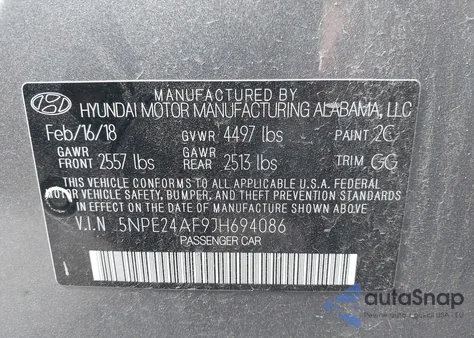 MANUFACTURED BY
HYUNDAI MOTOR MANUFACTURING ALABAMA, LLC
Feb/16/18 GVWR 4497 lbs PAINT 2C
GAWR FRONT 2557 lbs GAWR REAR 2513 lbs TRIM GG
THIS VEHICLE CONFORMS TO ALL APPLICABLE U.S.A. FEDERAL
MOTOR VEHICLE SAFETY, BUMPER, AND THEFT PREVENTION STANDARDS
IN EFFECT ON THE DATE OF MANUFACTURE SHOWN ABOVE.
V.I.N 5NPE24AF9JH694086
PASSENGER CAR
autoSnap